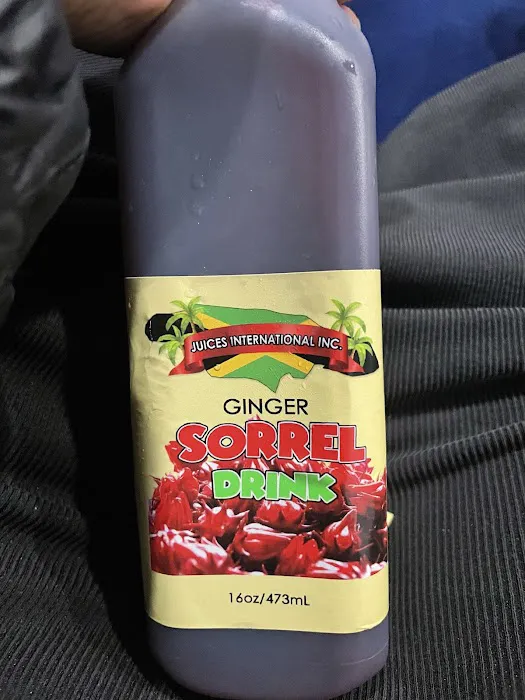 JUICES INTERNATIONAL INC.
GINGER
SORREL
DRINK
16oz/473mL